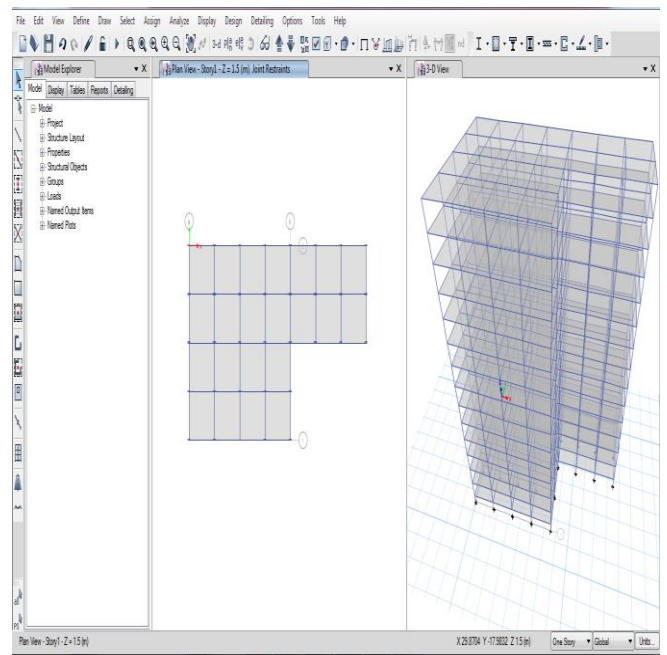 File Edit View Define Draw Select Assign Analyze Display Design Detailing Options Tools Help
Model Explorer
Plan View - Story1 - Z = 1.5 (m) Joint Restraints
3-D View
Model Display Tables Reports Detailing
Model
Project
Structure Layout
Properties
Structural Objects
Groups
Loads
Named Output Items
Named Plots
Plan View - Story1 - Z = 1.5 (m)
One Story
Global
Units...